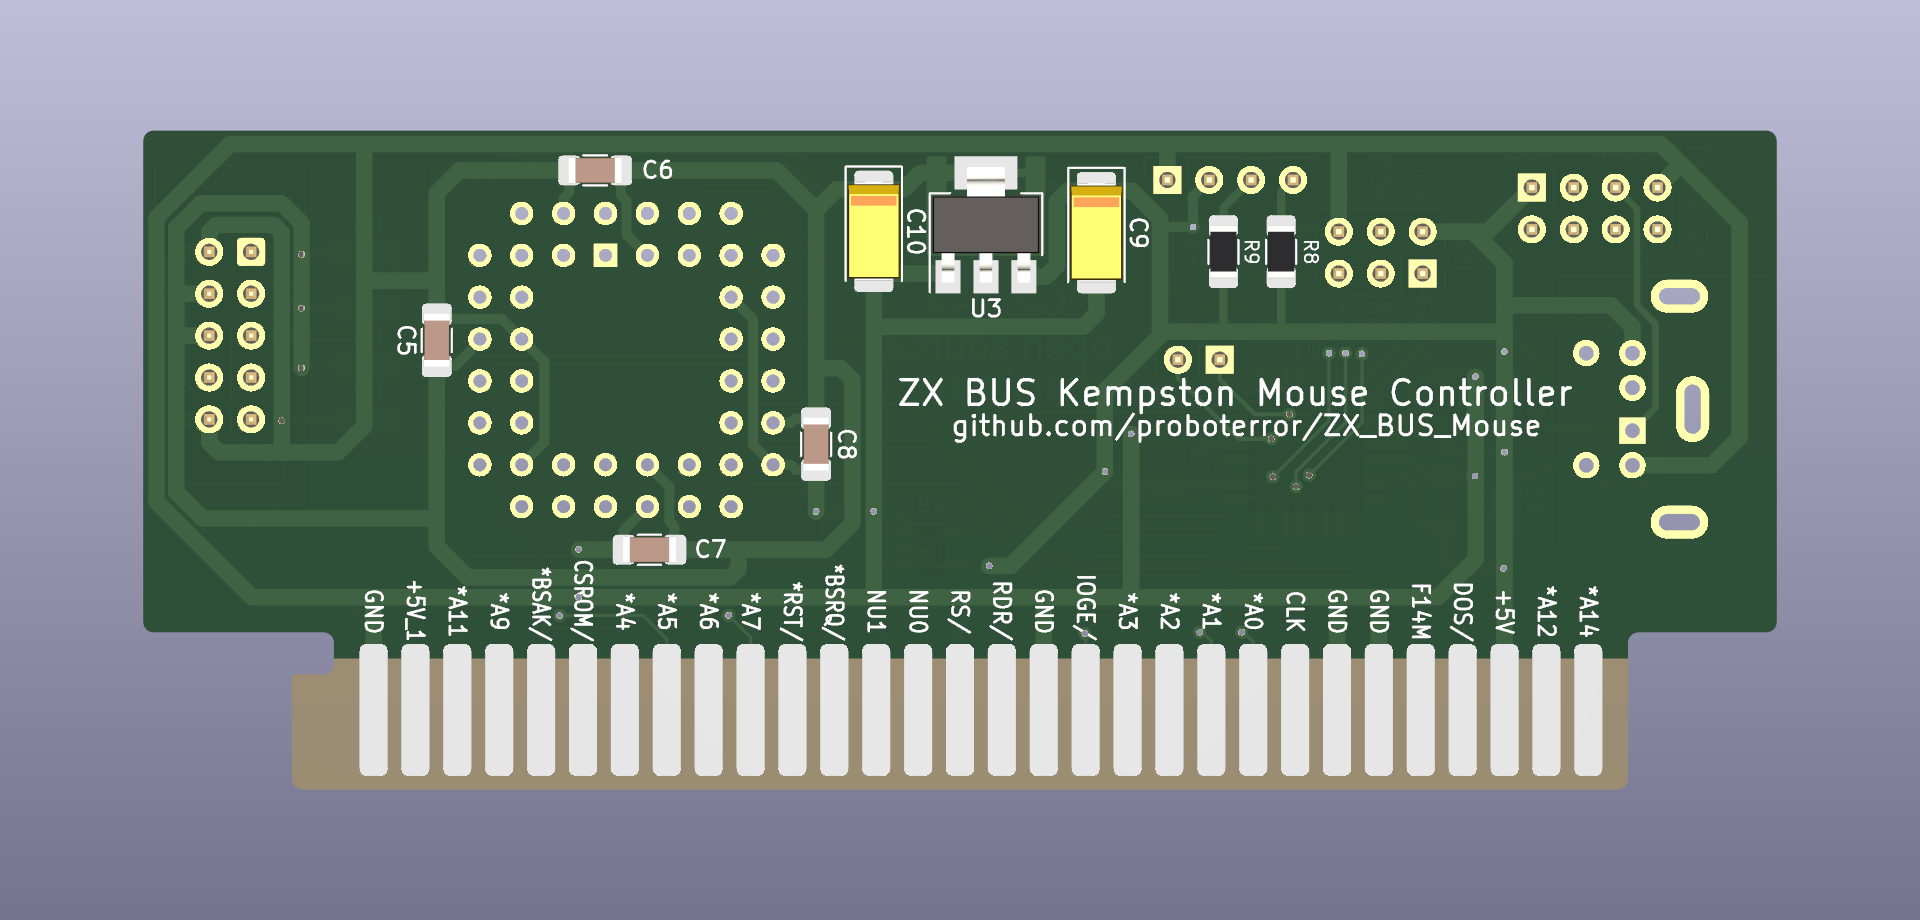 C6
C10
C9
R9
R8
U3
C5
ZX BUS Kempston Mouse Controller
github.com/proboterror/ZX_BUS_Mouse
C8
C7
GND
+5V_1
*A11
*A9
*BSAK/
CSROM/
*A4
*A5
*A6
*A7
*RST/
*BSRQ/
NU1
NU0
RS/
RDR/
GND
IOGE/
*A3
*A2
*A1
*A0
CLK
GND
GND
F14M
DOS/
+5V
*A12
*A14